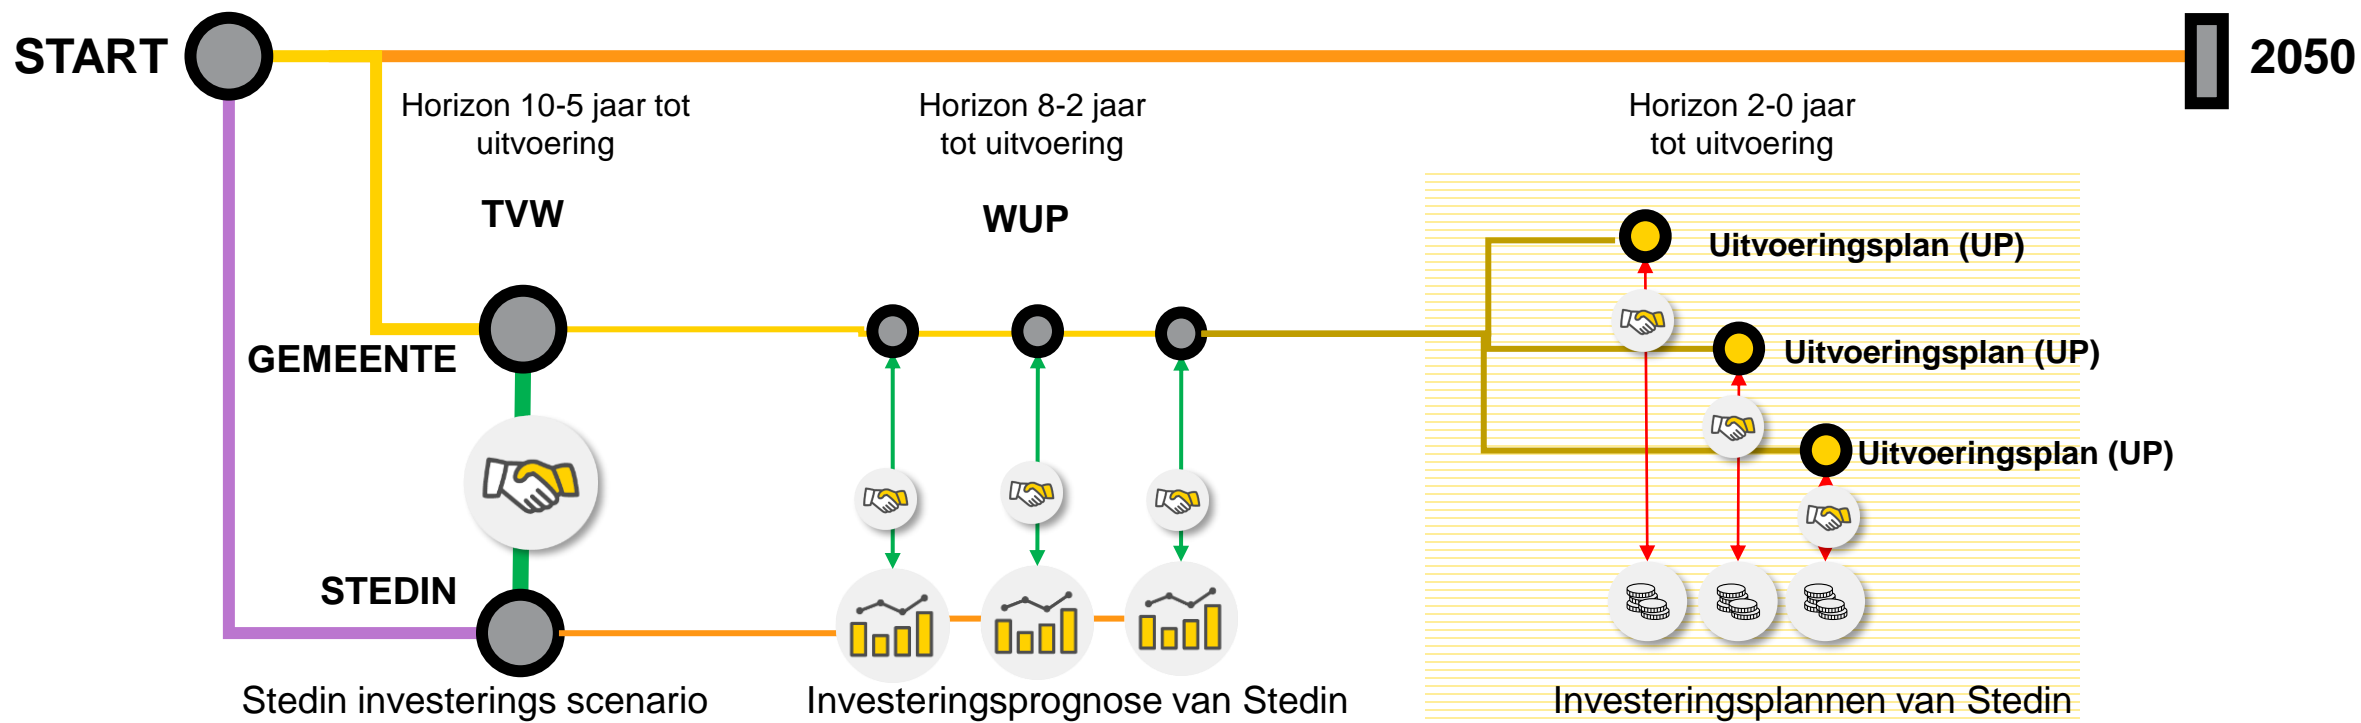 START
2050
Horizon 10-5 jaar tot
uitvoering
Horizon 8-2 jaar
tot uitvoering
Horizon 2-0 jaar
tot uitvoering
TVW
WUP
Uitvoeringsplan (UP)
GEMEENTE
Uitvoeringsplan (UP)
Uitvoeringsplan (UP)
STEDIN
Stedin investerings scenario
Investeringsprognose van Stedin
Investeringsplannen van Stedin